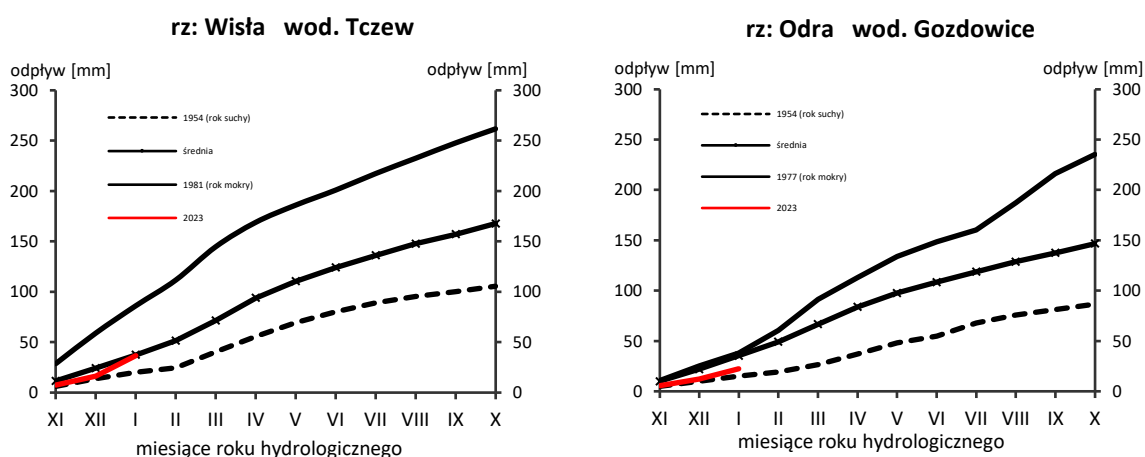 rz: Wisła wod. Tczew
odpływ [mm]
odpływ [mm]
300
250
200
150
100
50
0
1954 (rok suchy)
średnia
1981 (rok mokry)
2023
300
250
200
150
100
50
0
XI XII I II III IV V VI VII VIII IX X
miesiące roku hydrologicznego
rz: Odra wod. Gozdowice
odpływ [mm]
odpływ [mm]
300
250
200
150
100
50
0
1954 (rok suchy)
średnia
1977 (rok mokry)
2023
300
250
200
150
100
50
0
XI XII I II III IV V VI VII VIII IX X
miesiące roku hydrologicznego